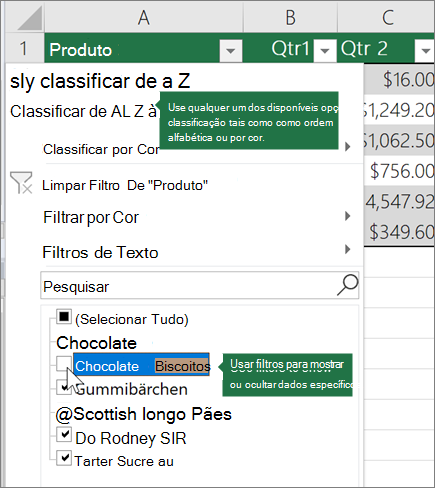 A B C
1 Produto Qtr1 Qtr 2
sly classificar de a Z
$16.00
Classificar de AL Z à
Use qualquer um dos disponíveis opç
classificação tais como como ordem
alfabética ou por cor.
$1,249.20
Classificar por Cor
$1,062.50
$756.00
Limpar Filtro De "Produto"
4,547.92
Filtrar por Cor
$349.60
Filtros de Texto
Pesquisar
(Selecionar Tudo)
Chocolate
Chocolate Biscoitos
Usar filtros para mostrar
ou ocultar dados específico
Gummibärchen
@Scottish longo Pães
Do Rodney SIR
Tarter Sucre au